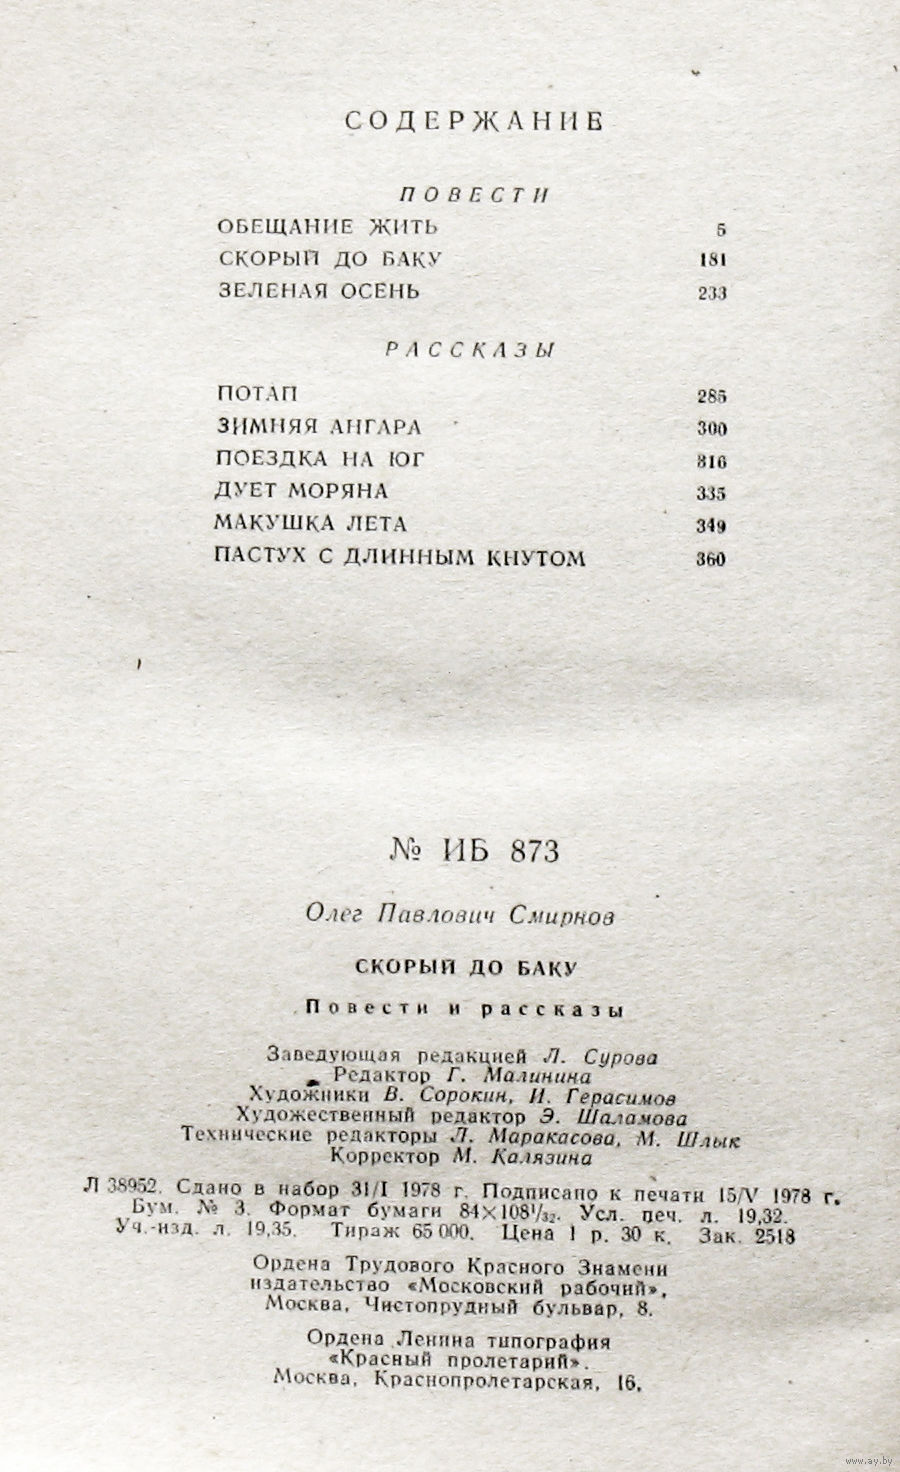 СОДЕРЖАНИЕ
ПОВЕСТИ
ОБЕЩАНИЕ ЖИТЬ 5
СКОРЫЙ ДО БАКУ 181
ЗЕЛЕНАЯ ОСЕНЬ 233
РАССКАЗЫ
ПОТАП 285
ЗИМНЯЯ АНГАРА 300
ПОЕЗДКА НА ЮГ 316
ДУЕТ МОРЯНА 335
МАКУШКА ЛЕТА 349
ПАСТУХ С ДЛИННЫМ КНУТОМ 360
№ ИБ 873
Олег Павлович Смирнов
СКОРЫЙ ДО БАКУ
Повести и рассказы
Заведующая редакцией Л. Сурова
Редактор Г. Малинина
Художники В. Сорокин, И. Герасимов
Художественный редактор Э. Шаламова
Технические редакторы Л. Маракасова, М. Шлык
Корректор М. Калязина
Л 38952. Сдано в набор 31/I 1978 г. Подписано к печати 15/V 1978 г.
Бум. № 3. Формат бумаги 84×108¹/₃₂. Усл. печ. л. 19,32.
Уч.-изд. л. 19,35. Тираж 65 000. Цена 1 р. 30 к. Зак. 2518
Ордена Трудового Красного Знамени
издательство «Московский рабочий»,
Москва, Чистопрудный бульвар, 8.
Ордена Ленина типография
«Красный пролетарий».
Москва, Краснопролетарская, 16.
www.ay.by